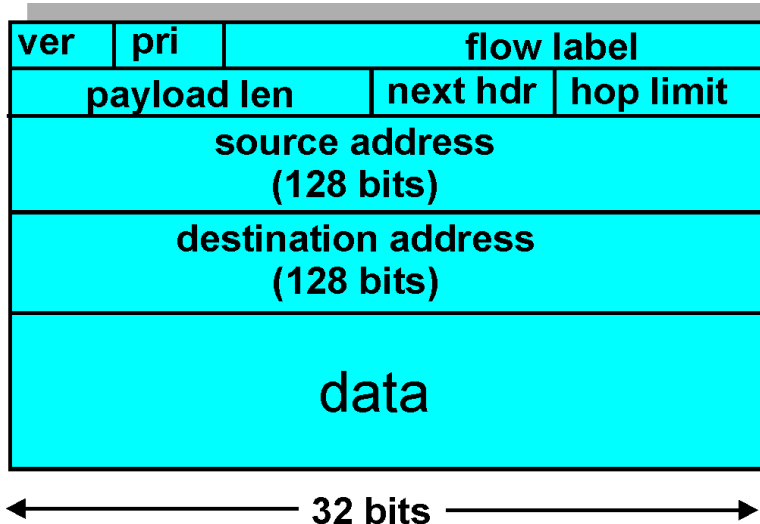 ver pri flow label
payload len next hdr hop limit
source address
(128 bits)
destination address
(128 bits)
data
32 bits